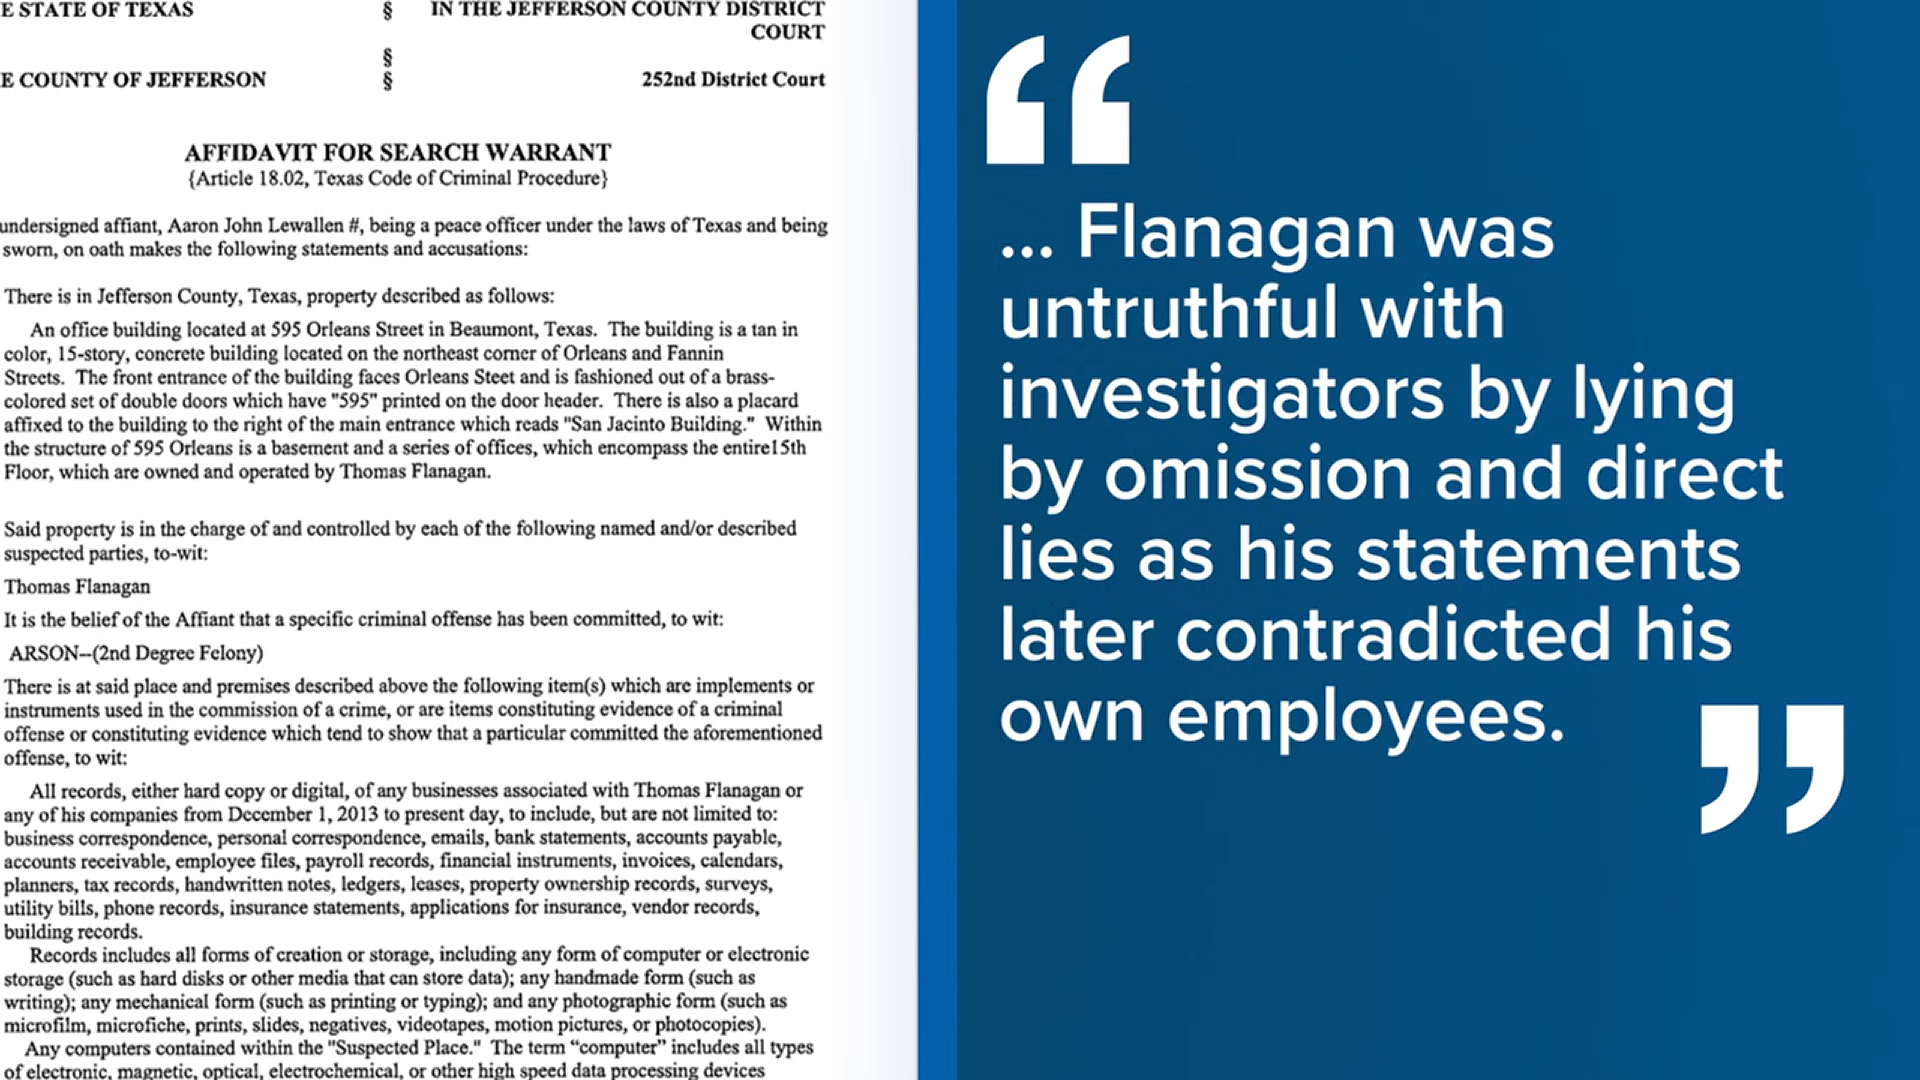 E STATE OF TEXAS § IN THE JEFFERSON COUNTY DISTRICT
COURT
§
E COUNTY OF JEFFERSON § 252nd District Court
AFFIDAVIT FOR SEARCH WARRANT
{Article 18.02, Texas Code of Criminal Procedure}
undersigned affiant, Aaron John Lewallen #, being a peace officer under the laws of Texas and being
sworn, on oath makes the following statements and accusations:
There is in Jefferson County, Texas, property described as follows:
An office building located at 595 Orleans Street in Beaumont, Texas. The building is a tan in
color, 15-story, concrete building located on the northeast corner of Orleans and Fannin
Streets. The front entrance of the building faces Orleans Steet and is fashioned out of a brass-
colored set of double doors which have "595" printed on the door header. There is also a placard
affixed to the building to the right of the main entrance which reads "San Jacinto Building." Within
the structure of 595 Orleans is a basement and a series of offices, which encompass the entire15th
Floor, which are owned and operated by Thomas Flanagan.
Said property is in the charge of and controlled by each of the following named and/or described
suspected parties, to-wit:
Thomas Flanagan
It is the belief of the Affiant that a specific criminal offense has been committed, to wit:
ARSON--(2nd Degree Felony)
There is at said place and premises described above the following item(s) which are implements or
instruments used in the commission of a crime, or are items constituting evidence of a criminal
offense or constituting evidence which tend to show that a particular committed the aforementioned
offense, to wit:
All records, either hard copy or digital, of any businesses associated with Thomas Flanagan or
any of his companies from December 1, 2013 to present day, to include, but are not limited to:
business correspondence, personal correspondence, emails, bank statements, accounts payable,
accounts receivable, employee files, payroll records, financial instruments, invoices, calendars,
planners, tax records, handwritten notes, ledgers, leases, property ownership records, surveys,
utility bills, phone records, insurance statements, applications for insurance, vendor records,
building records.
Records includes all forms of creation or storage, including any form of computer or electronic
storage (such as hard disks or other media that can store data); any handmade form (such as
writing); any mechanical form (such as printing or typing); and any photographic form (such as
microfilm, microfiche, prints, slides, negatives, videotapes, motion pictures, or photocopies).
Any computers contained within the "Suspected Place." The term “computer” includes all types
of electronic, magnetic, optical, electrochemical, or other high speed data processing devices
“
... Flanagan was
untruthful with
investigators by lying
by omission and direct
lies as his statements
later contradicted his
own employees.
”